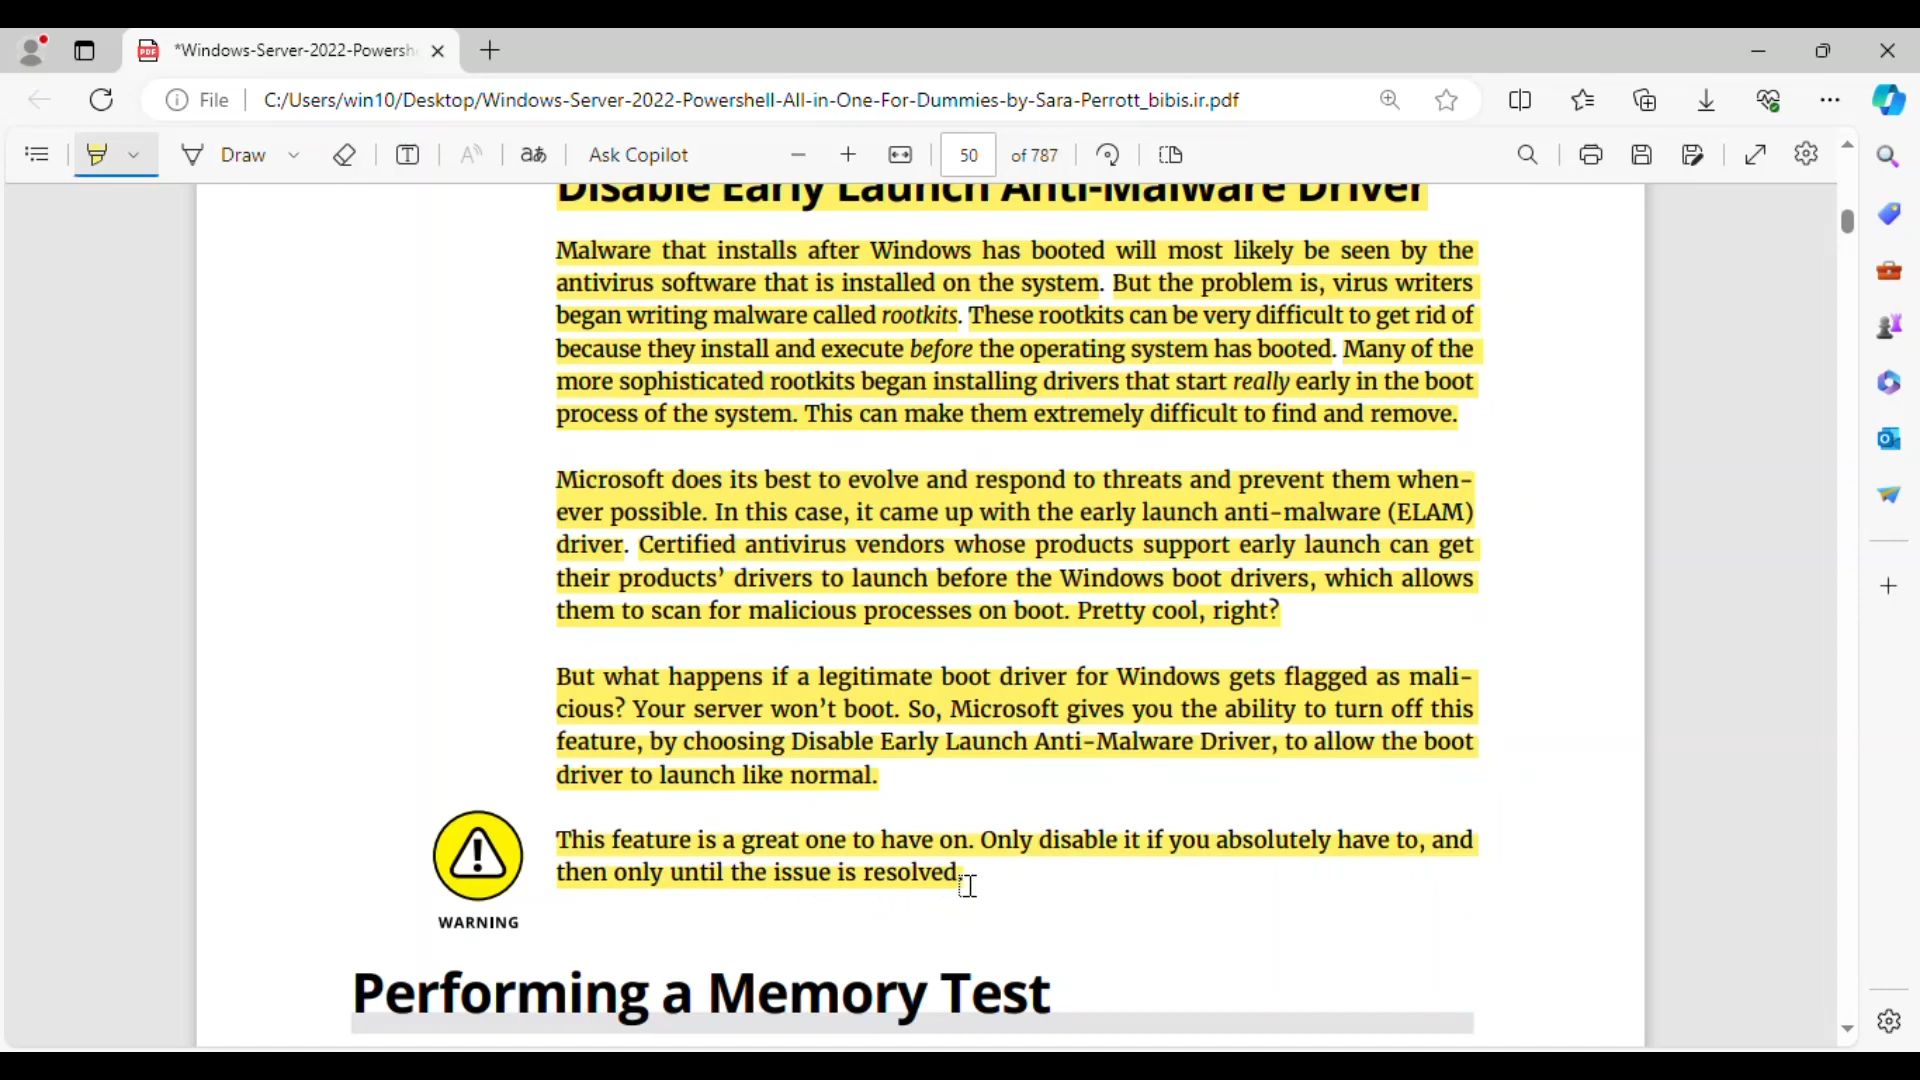 *Windows-Server-2022-Powersh
File
C:/Users/win10/Desktop/Windows-Server-2022-Powershell-All-in-One-For-Dummies-by-Sara-Perrott_bibis.ir.pdf
Draw
Ask Copilot
50
of 787
Disable Early Launch Anti-Malware Driver
Malware that installs after Windows has booted will most likely be seen by the
antivirus software that is installed on the system. But the problem is, virus writers
began writing malware called rootkits. These rootkits can be very difficult to get rid of
because they install and execute before the operating system has booted. Many of the
more sophisticated rootkits began installing drivers that start really early in the boot
process of the system. This can make them extremely difficult to find and remove.
Microsoft does its best to evolve and respond to threats and prevent them when-
ever possible. In this case, it came up with the early launch anti-malware (ELAM)
driver. Certified antivirus vendors whose products support early launch can get
their products’ drivers to launch before the Windows boot drivers, which allows
them to scan for malicious processes on boot. Pretty cool, right?
But what happens if a legitimate boot driver for Windows gets flagged as mali-
cious? Your server won’t boot. So, Microsoft gives you the ability to turn off this
feature, by choosing Disable Early Launch Anti-Malware Driver, to allow the boot
driver to launch like normal.
This feature is a great one to have on. Only disable it if you absolutely have to, and
then only until the issue is resolved.
WARNING
Performing a Memory Test